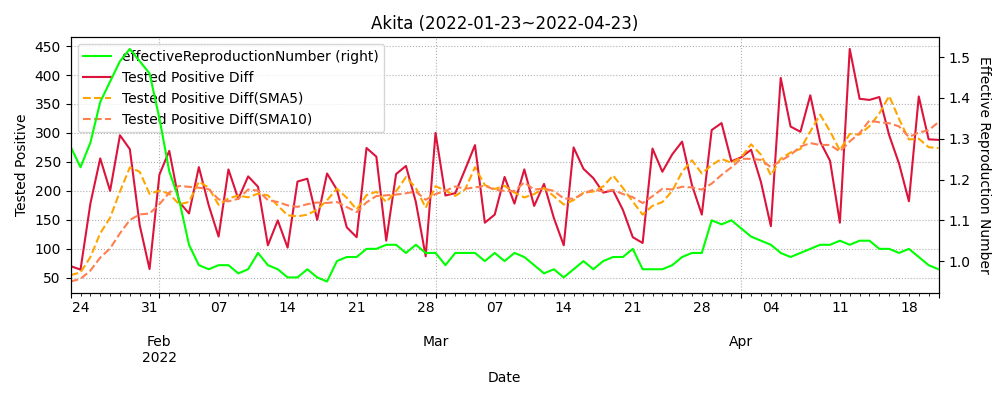 Akita (2022-01-23~2022-04-23)
effectiveReproductionNumber (right)
Tested Positive Diff
Tested Positive Diff(SMA5)
Tested Positive Diff(SMA10)
Tested Positive
450
400
350
300
250
200
150
100
50
1.5
1.4
1.3
1.2
1.1
1.0
Effective Reproduction Number
24 31 07 14 21 28 07 14 21 28 04 11 18
Feb Mar Apr
2022
Date